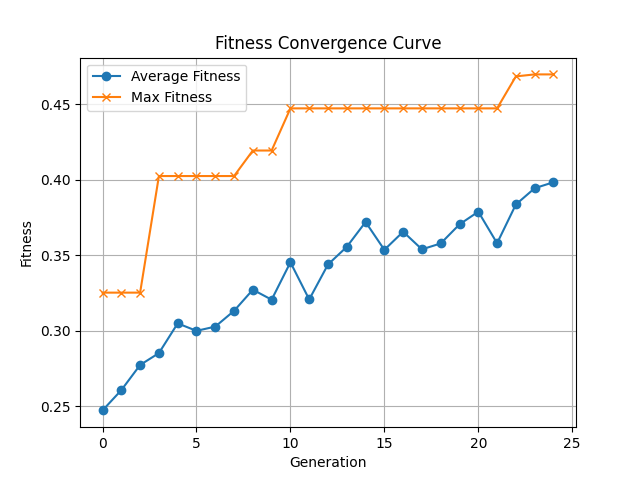 Fitness Convergence Curve
Average Fitness
Max Fitness
0.45
0.40
0.35
0.30
0.25
Fitness
0 5 10 15 20 25
Generation